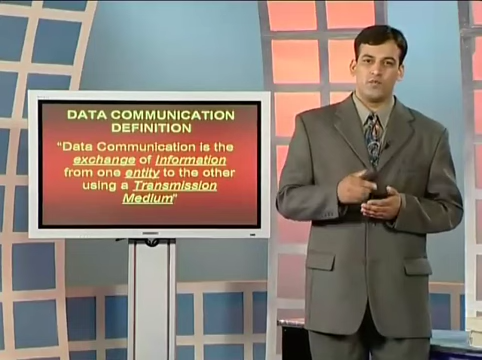 DATA COMMUNICATION
DEFINITION
"Data Communication is the
exchange of Information
from one entity to the other
using a Transmission
Medium"